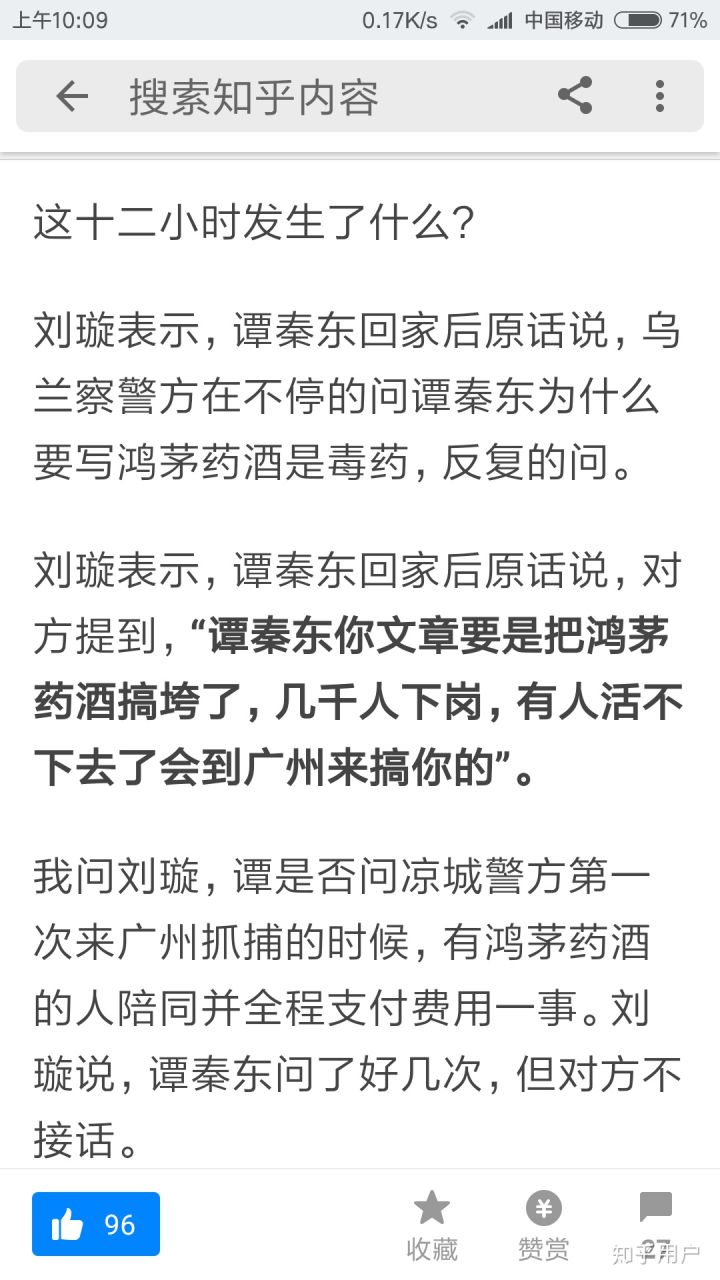 上午10:09 0.17K/s 中国移动 71%
搜索知乎内容
这十二小时发生了什么？
刘璇表示，谭秦东回家后原话说，乌
兰察警方在不停的问谭秦东为什么
要写鸿茅药酒是毒药，反复的问。
刘璇表示，谭秦东回家后原话说，对
方提到，“谭秦东你文章要是把鸿茅
药酒搞垮了，几千人下岗，有人活不
下去了会到广州来搞你的”。
我问刘璇，谭是否问凉城警方第一
次来广州抓捕的时候，有鸿茅药酒
的人陪同并全程支付费用一事。刘
璇说，谭秦东问了好几次，但对方不
接话。
96 收藏 赞赏 27
知乎用户